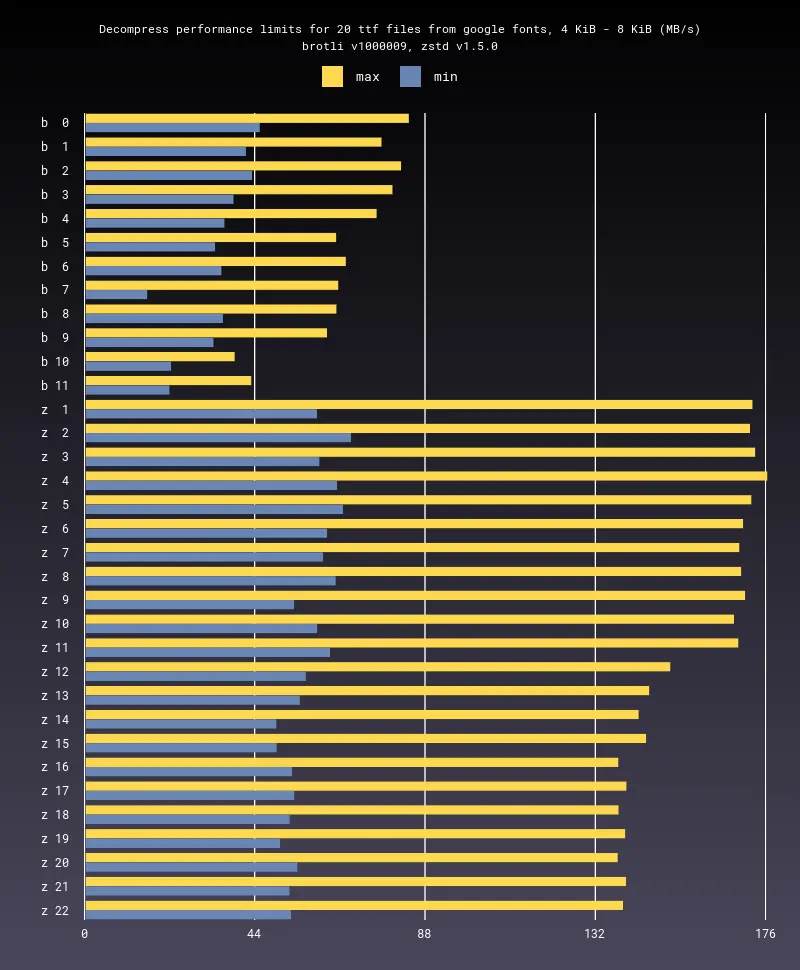 Decompress performance limits for 20 ttf files from google fonts, 4 KiB - 8 KiB (MB/s)
brotli v1000009, zstd v1.5.0
max min
b 0
b 1
b 2
b 3
b 4
b 5
b 6
b 7
b 8
b 9
b 10
b 11
z 1
z 2
z 3
z 4
z 5
z 6
z 7
z 8
z 9
z 10
z 11
z 12
z 13
z 14
z 15
z 16
z 17
z 18
z 19
z 20
z 21
z 22
0 44 88 132 176